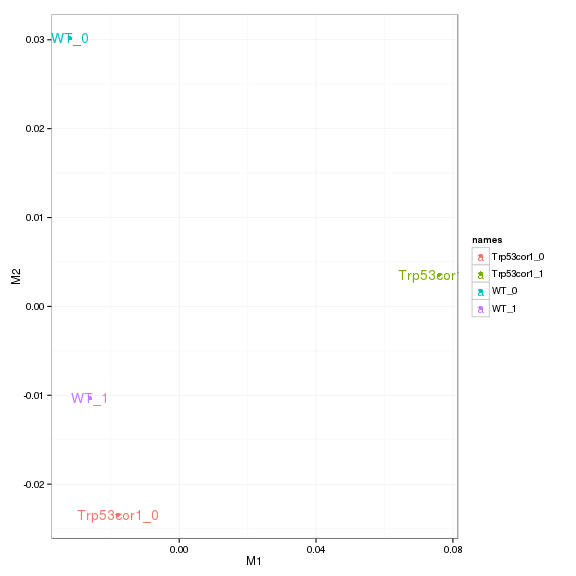 WT_0
0.03
0.02
0.01
names
Trp53cor1_0
Trp53cor1_1
WT_0
WT_1
a
a
a
a
Trp53cor
M2
0.00
-0.01
WT_1
-0.02
Trp53cor1_0
0.00
0.04
0.08
M1